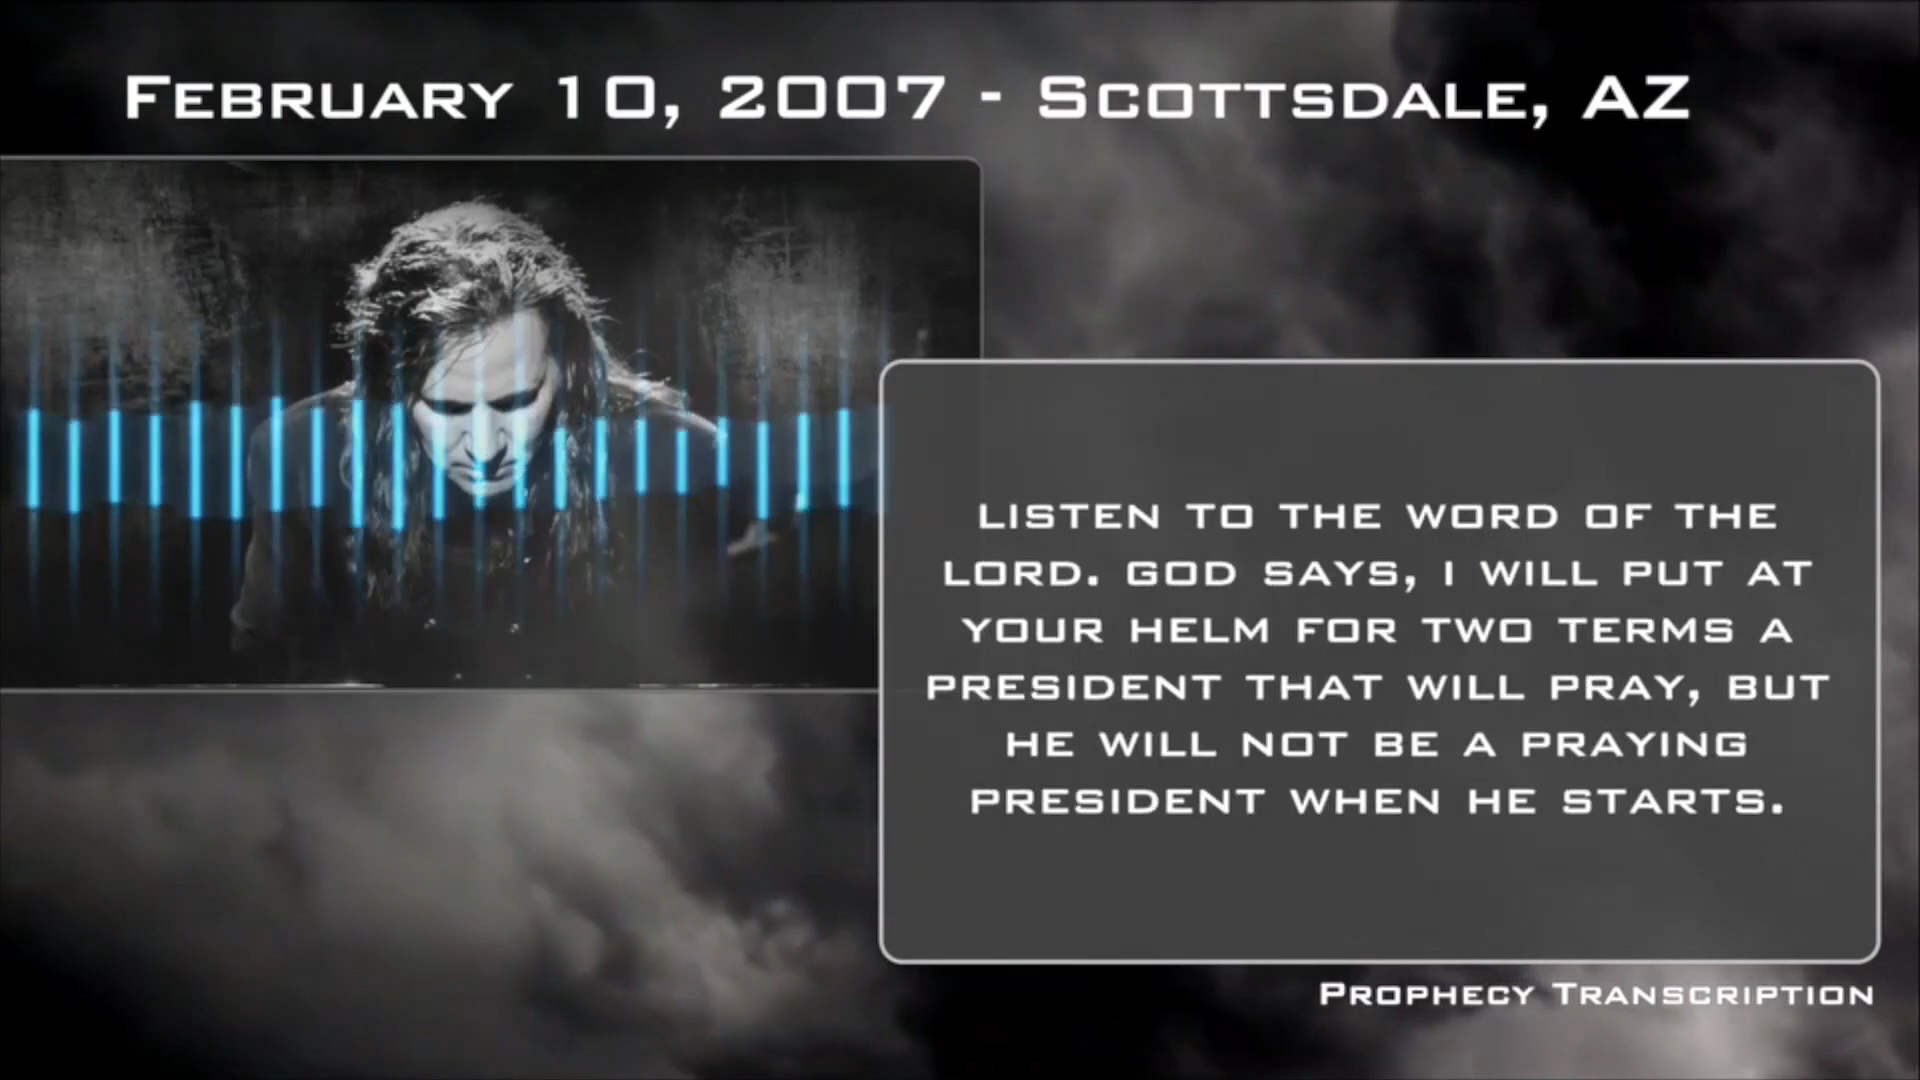 February 10, 2007 - Scottsdale, AZ
LISTEN TO THE WORD OF THE
LORD. GOD SAYS, I WILL PUT AT
YOUR HELM FOR TWO TERMS A
PRESIDENT THAT WILL PRAY, BUT
HE WILL NOT BE A PRAYING
PRESIDENT WHEN HE STARTS.
Prophecy Transcription